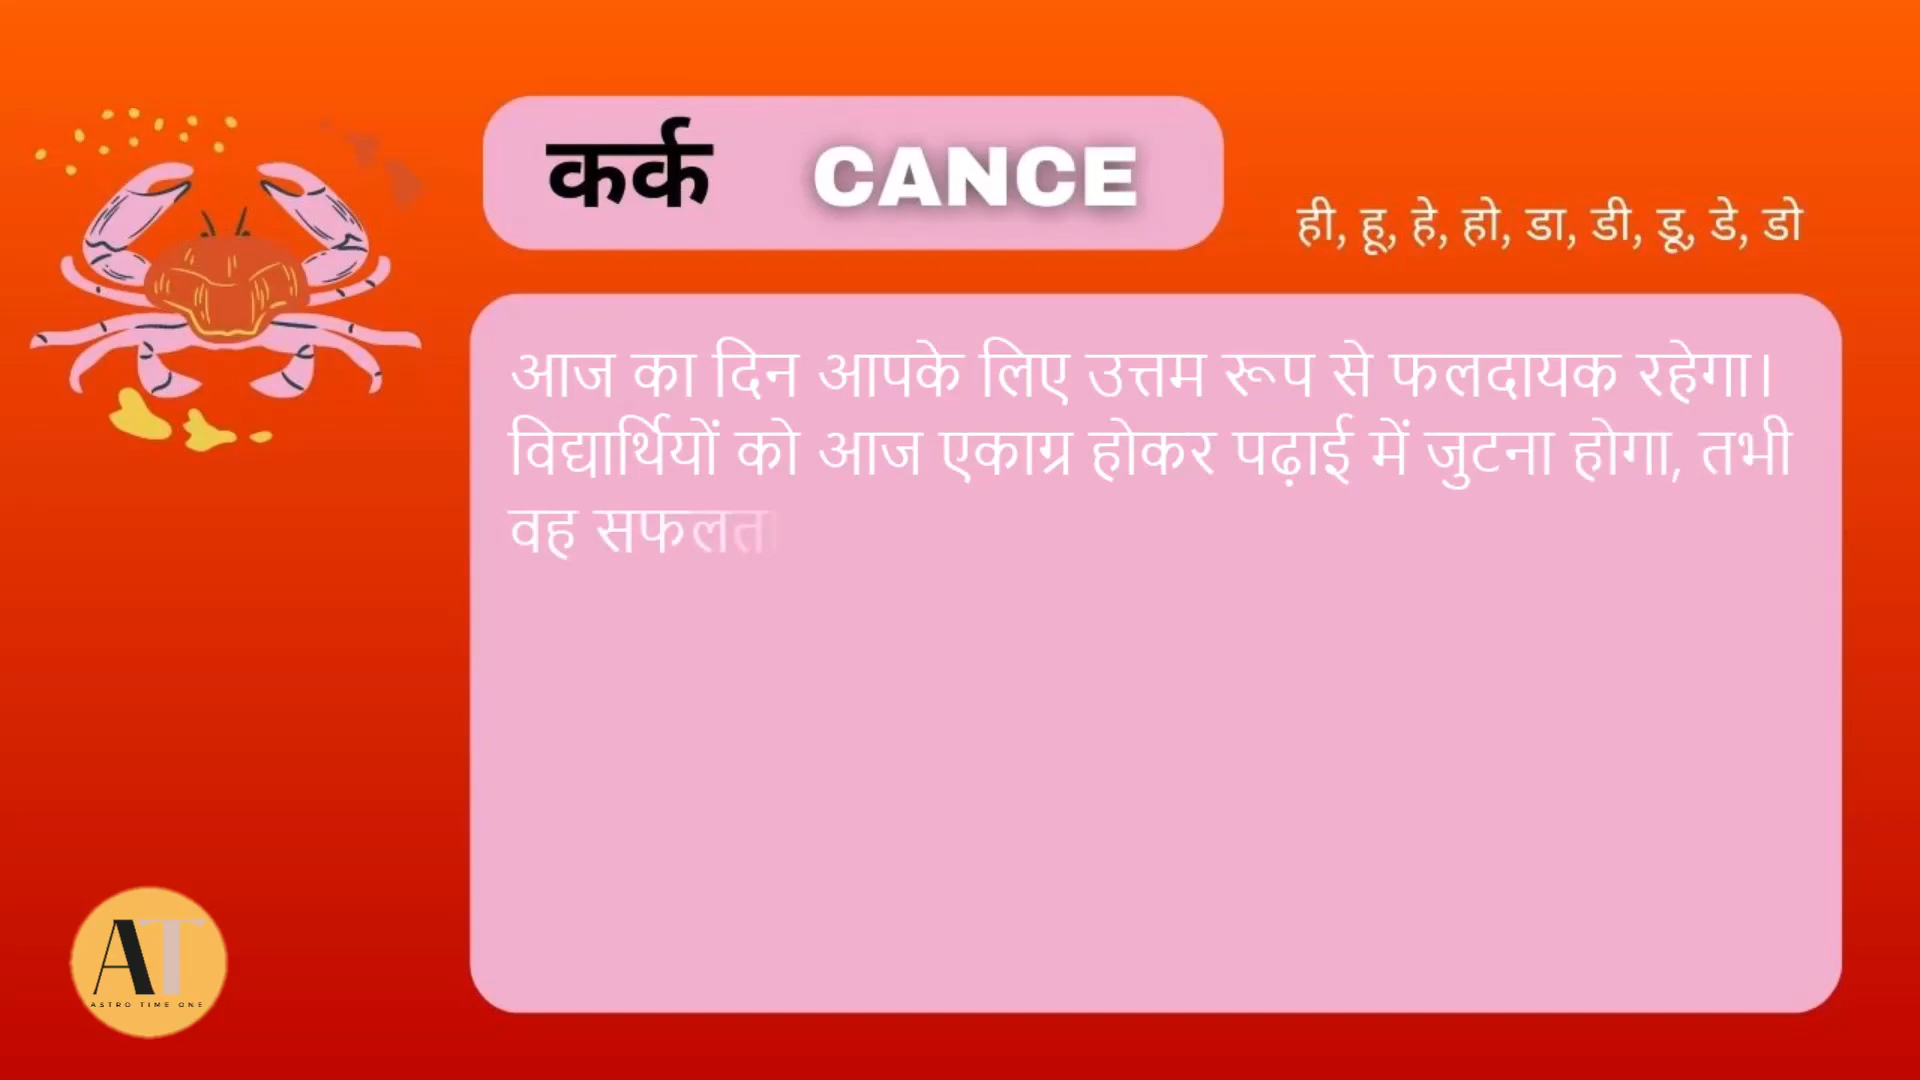 कर्क CANCE
ही, हू, हे, हो, डा, डी, डू, डे, डो
आज का दिन आपके लिए उत्तम रूप से फलदायक रहेगा।
विद्यार्थियों को आज एकाग्र होकर पढ़ाई में जुटना होगा, तभी
वह सफलत
AT
ASTRO TIME ONE